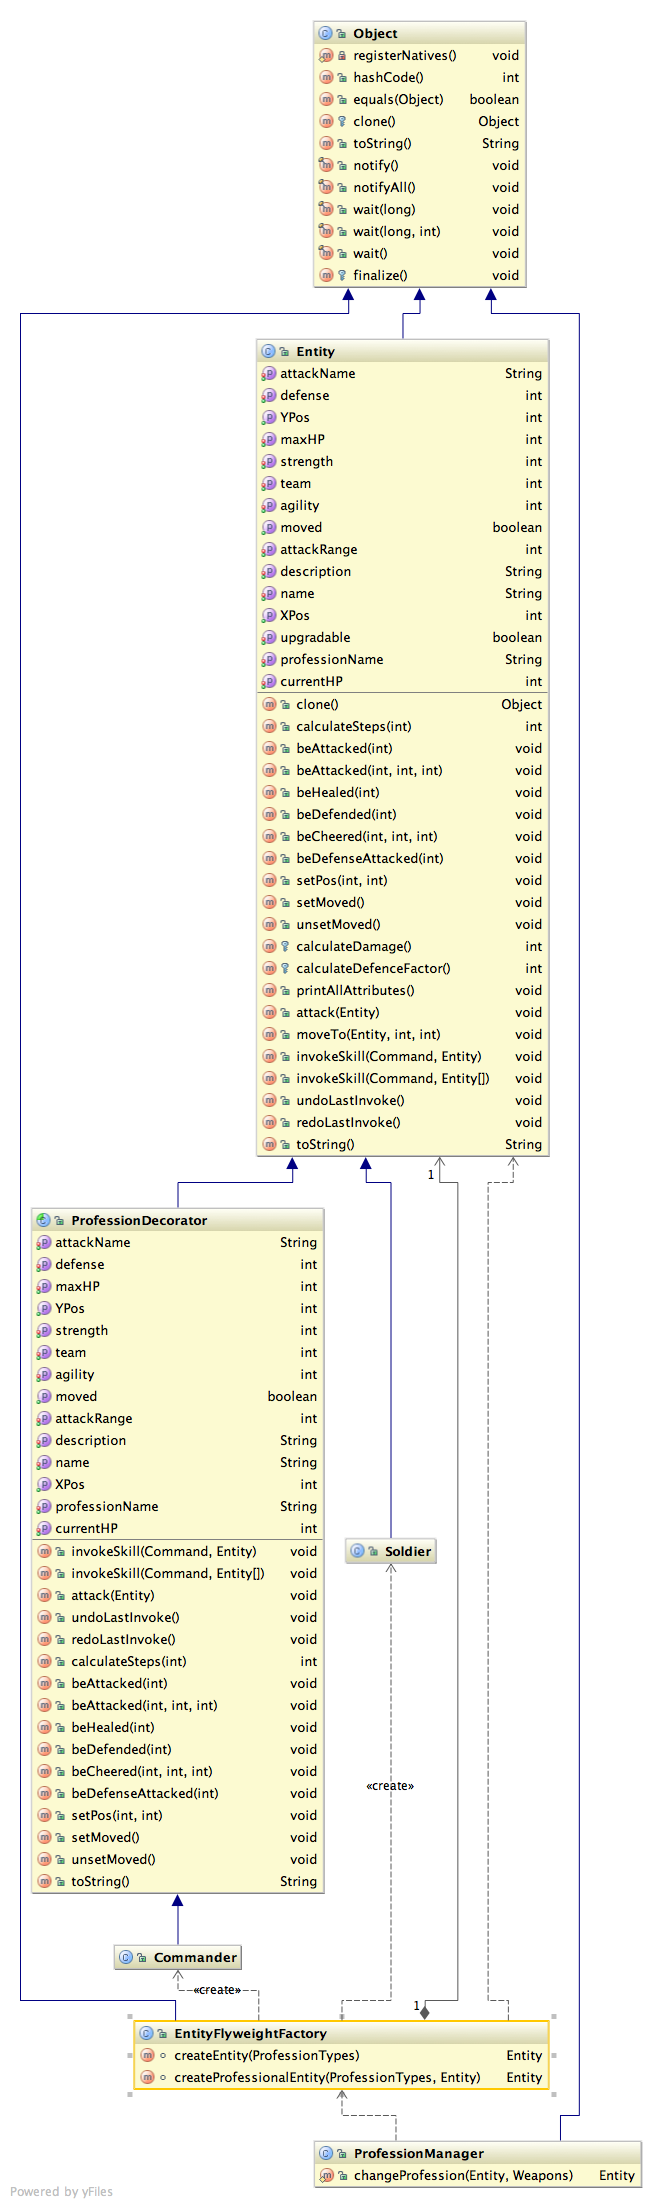 Object
registerNatives() void
hashCode() int
equals(Object) boolean
clone() Object
toString() String
notify() void
notifyAll() void
wait(long) void
wait(long, int) void
wait() void
finalize() void
Entity
attackName String
defense int
YPos int
maxHP int
strength int
team int
agility int
moved boolean
attackRange int
description String
name String
XPos int
upgradable boolean
professionName String
currentHP int
clone() Object
calculateSteps(int) int
beAttacked(int) void
beAttacked(int, int, int) void
beHealed(int) void
beDefended(int) void
beCheered(int, int, int) void
beDefenseAttacked(int) void
setPos(int, int) void
setMoved() void
unsetMoved() void
calculateDamage() int
calculateDefenceFactor() int
printAllAttributes() void
attack(Entity) void
moveTo(Entity, int, int) void
invokeSkill(Command, Entity) void
invokeSkill(Command, Entity[]) void
undoLastInvoke() void
redoLastInvoke() void
toString() String
1
ProfessionDecorator
attackName String
defense int
maxHP int
YPos int
strength int
team int
agility int
moved boolean
attackRange int
description String
name String
XPos int
professionName String
currentHP int
invokeSkill(Command, Entity) void
invokeSkill(Command, Entity[]) void
attack(Entity) void
undoLastInvoke() void
redoLastInvoke() void
calculateSteps(int) int
beAttacked(int) void
beAttacked(int, int, int) void
beHealed(int) void
beDefended(int) void
beCheered(int, int, int) void
beDefenseAttacked(int) void
setPos(int, int) void
setMoved() void
unsetMoved() void
toString() String
Soldier
«create»
Commander
«create»
1
EntityFlyweightFactory
createEntity(ProfessionTypes) Entity
createProfessionalEntity(ProfessionTypes, Entity) Entity
ProfessionManager
changeProfession(Entity, Weapons) Entity
Powered by yFiles